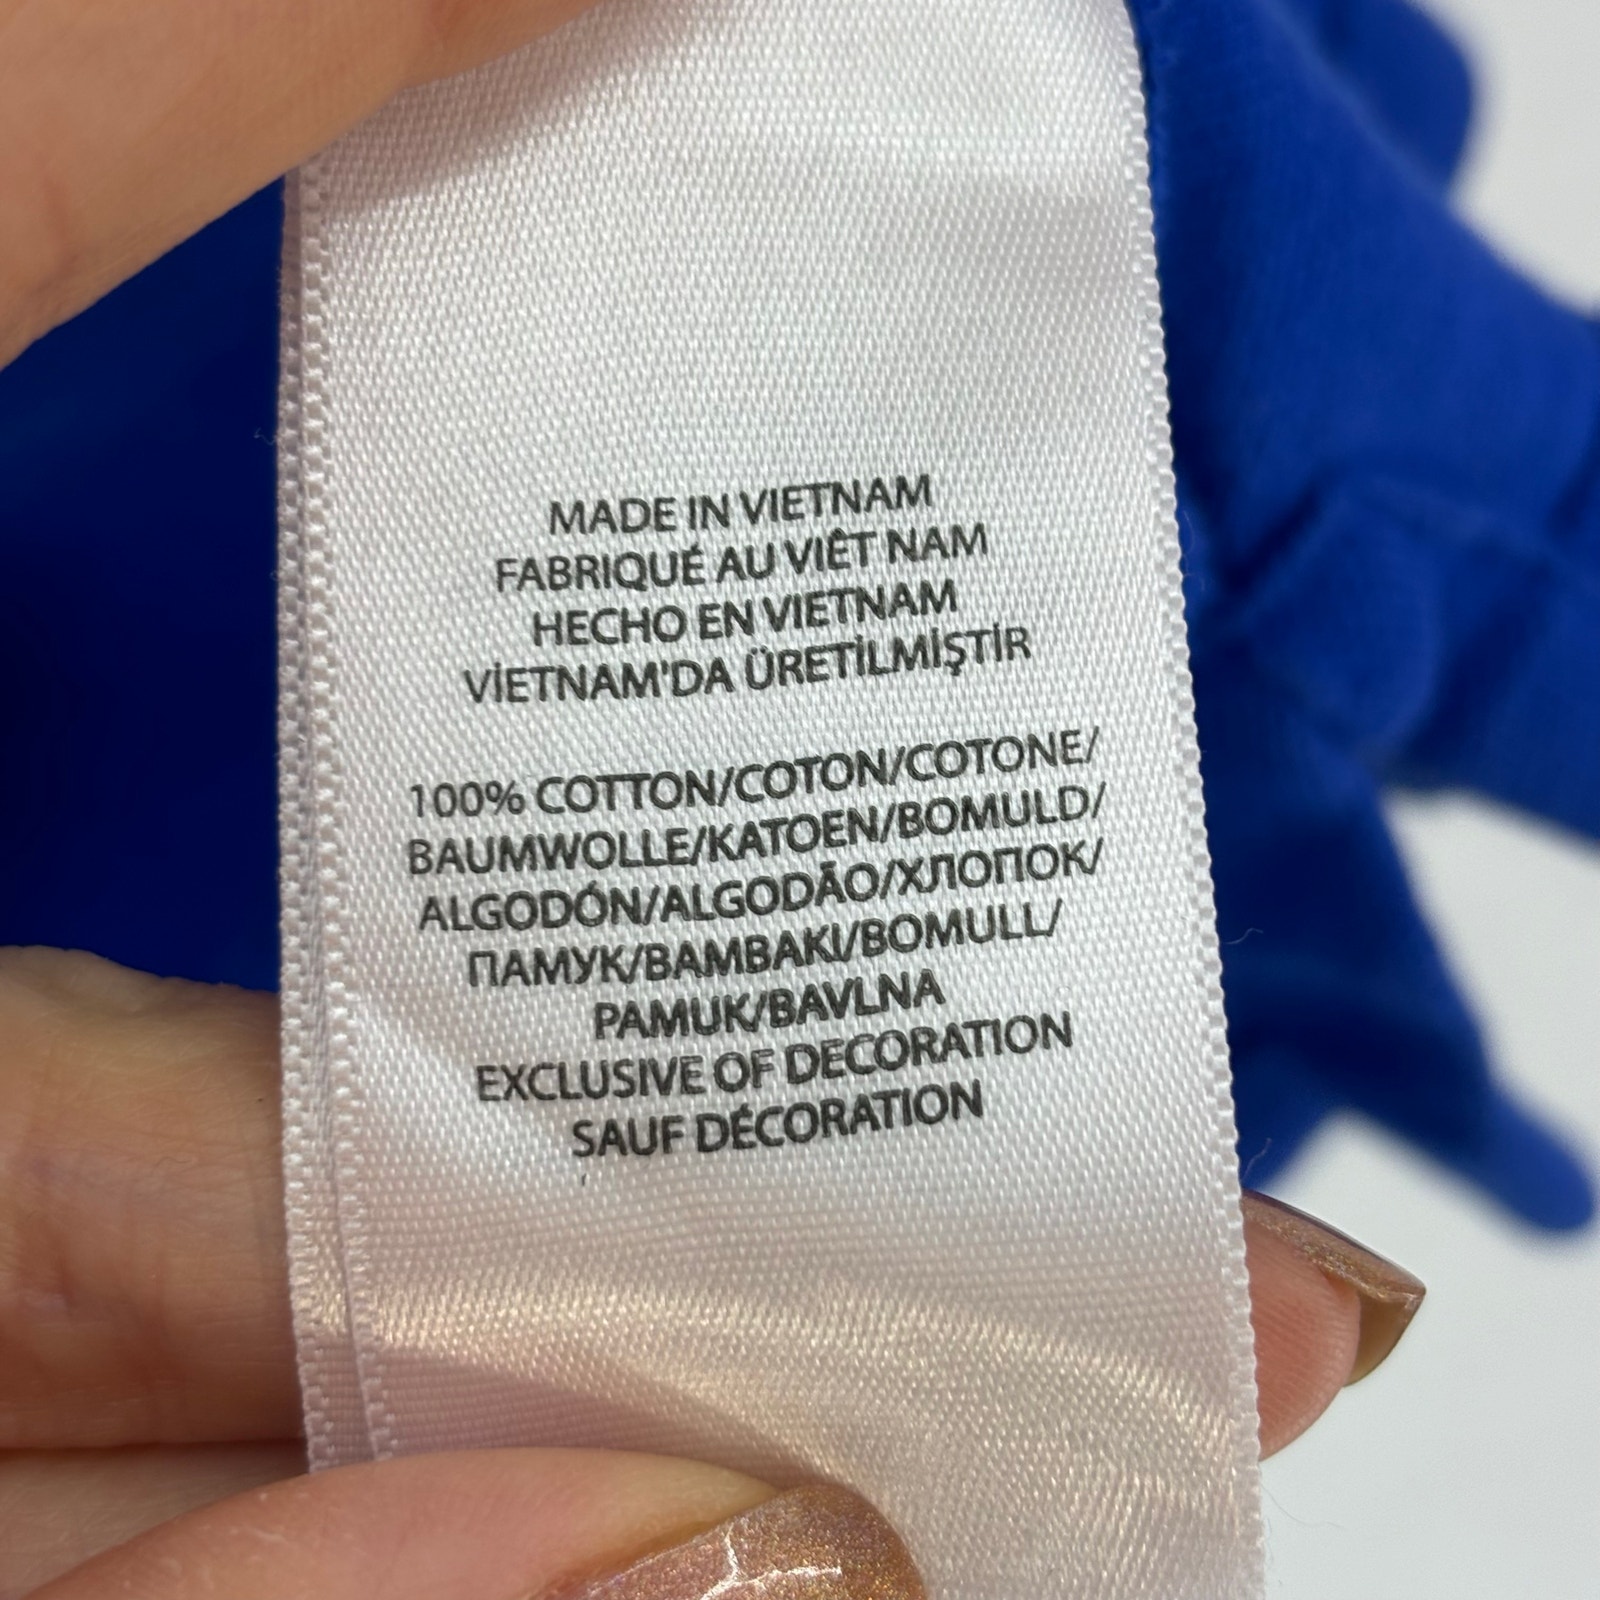 MADE IN VIETNAM
FABRIQUÉ AU VIÊT NAM
HECHO EN VIETNAM
VİETNAM'DA ÜRETİLMİŞTİR
100% COTTON/COTON/COTONE/
BAUMWOLLE/KATOEN/BOMULD/
ALGODÓN/ALGODÃO/ХЛОПОК/
ПАМУК/BAMBAKI/BOMULL/
PAMUK/BAVLNA
EXCLUSIVE OF DECORATION
SAUF DÉCORATION